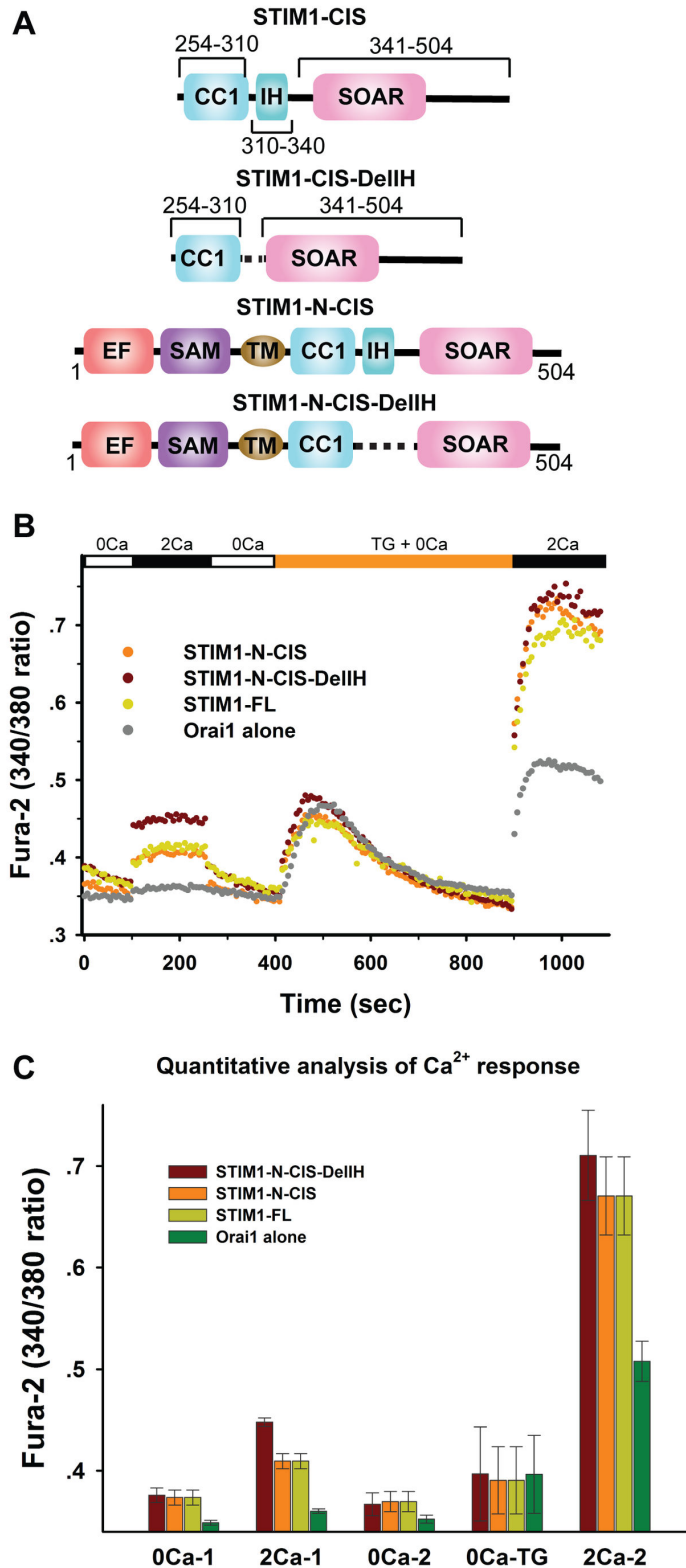 A
STIM1-CIS
254-310 341-504
CC1 IH SOAR
310-340
STIM1-CIS-DelIH
254-310 341-504
CC1 SOAR
STIM1-N-CIS
EF SAM TM CC1 IH SOAR
1 504
STIM1-N-CIS-DelIH
EF SAM TM CC1 SOAR
1 504
B
0Ca 2Ca 0Ca TG + 0Ca 2Ca
STIM1-N-CIS
STIM1-N-CIS-DelIH
STIM1-FL
Orai1 alone
Fura-2 (340/380 ratio)
.7
.6
.5
.4
.3
0 200 400 600 800 1000
Time (sec)
C
Quantitative analysis of Ca²⁺ response
STIM1-N-CIS-DelIH
STIM1-N-CIS
STIM1-FL
Orai1 alone
Fura-2 (340/380 ratio)
.7
.6
.5
.4
0Ca-1 2Ca-1 0Ca-2 0Ca-TG 2Ca-2